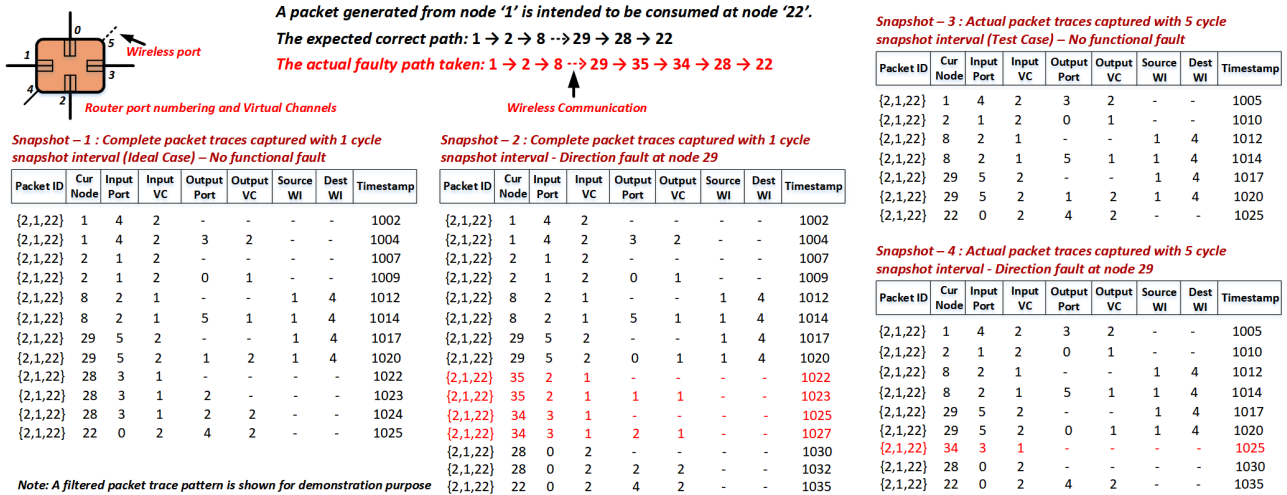 0
5
Wireless port
1
3
4
2
Router port numbering and Virtual Channels
A packet generated from node ‘1’ is intended to be consumed at node ‘22’.
The expected correct path: 1 → 2 → 8 --> 29 → 28 → 22
The actual faulty path taken: 1 → 2 → 8 --> 29 → 35 → 34 → 28 → 22
Wireless Communication
Snapshot – 1 : Complete packet traces captured with 1 cycle
snapshot interval (Ideal Case) – No functional fault
Packet ID Cur Node Input Port Input VC Output Port Output VC Source WI Dest WI Timestamp
{2,1,22} 1 4 2 - - - - 1002
{2,1,22} 1 4 2 3 2 - - 1004
{2,1,22} 2 1 2 - - - - 1007
{2,1,22} 2 1 2 0 1 - - 1009
{2,1,22} 8 2 1 - - 1 4 1012
{2,1,22} 8 2 1 5 1 1 4 1014
{2,1,22} 29 5 2 - - 1 4 1017
{2,1,22} 29 5 2 1 2 1 4 1020
{2,1,22} 28 3 1 - - - - 1022
{2,1,22} 28 3 1 2 - - - 1023
{2,1,22} 28 3 1 2 2 - - 1024
{2,1,22} 22 0 2 4 2 - - 1025
Note: A filtered packet trace pattern is shown for demonstration purpose
Snapshot – 2 : Complete packet traces captured with 1 cycle
snapshot interval - Direction fault at node 29
Packet ID Cur Node Input Port Input VC Output Port Output VC Source WI Dest WI Timestamp
{2,1,22} 1 4 2 - - - - 1002
{2,1,22} 1 4 2 3 2 - - 1004
{2,1,22} 2 1 2 - - - - 1007
{2,1,22} 2 1 2 0 1 - - 1009
{2,1,22} 8 2 1 - - 1 4 1012
{2,1,22} 8 2 1 5 1 1 4 1014
{2,1,22} 29 5 2 - - 1 4 1017
{2,1,22} 29 5 2 0 1 1 4 1020
{2,1,22} 35 2 1 - - - - 1022
{2,1,22} 35 2 1 1 1 - - 1023
{2,1,22} 34 3 1 - - - - 1025
{2,1,22} 34 3 1 2 1 - - 1027
{2,1,22} 28 0 2 - - - - 1030
{2,1,22} 28 0 2 2 2 - - 1032
{2,1,22} 22 0 2 4 2 - - 1035
Snapshot – 3 : Actual packet traces captured with 5 cycle
snapshot interval (Test Case) – No functional fault
Packet ID Cur Node Input Port Input VC Output Port Output VC Source WI Dest WI Timestamp
{2,1,22} 1 4 2 3 2 - - 1005
{2,1,22} 2 1 2 0 1 - - 1010
{2,1,22} 8 2 1 - - 1 4 1012
{2,1,22} 8 2 1 5 1 1 4 1014
{2,1,22} 29 5 2 - - 1 4 1017
{2,1,22} 29 5 2 1 2 1 4 1020
{2,1,22} 22 0 2 4 2 - - 1025
Snapshot – 4 : Actual packet traces captured with 5 cycle
snapshot interval - Direction fault at node 29
Packet ID Cur Node Input Port Input VC Output Port Output VC Source WI Dest WI Timestamp
{2,1,22} 1 4 2 3 2 - - 1005
{2,1,22} 2 1 2 0 1 - - 1010
{2,1,22} 8 2 1 - - 1 4 1012
{2,1,22} 8 2 1 5 1 1 4 1014
{2,1,22} 29 5 2 - - 1 4 1017
{2,1,22} 29 5 2 0 1 1 4 1020
{2,1,22} 34 3 1 - - - - 1025
{2,1,22} 28 0 2 - - - - 1030
{2,1,22} 22 0 2 4 2 - - 1035